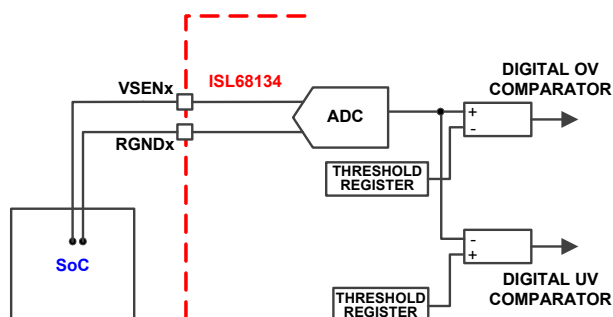 VSENx
ISL68134
RGNDx
ADC
DIGITAL OV
COMPARATOR
+
-
THRESHOLD
REGISTER
SoC
-
+
THRESHOLD
REGISTER
DIGITAL UV
COMPARATOR